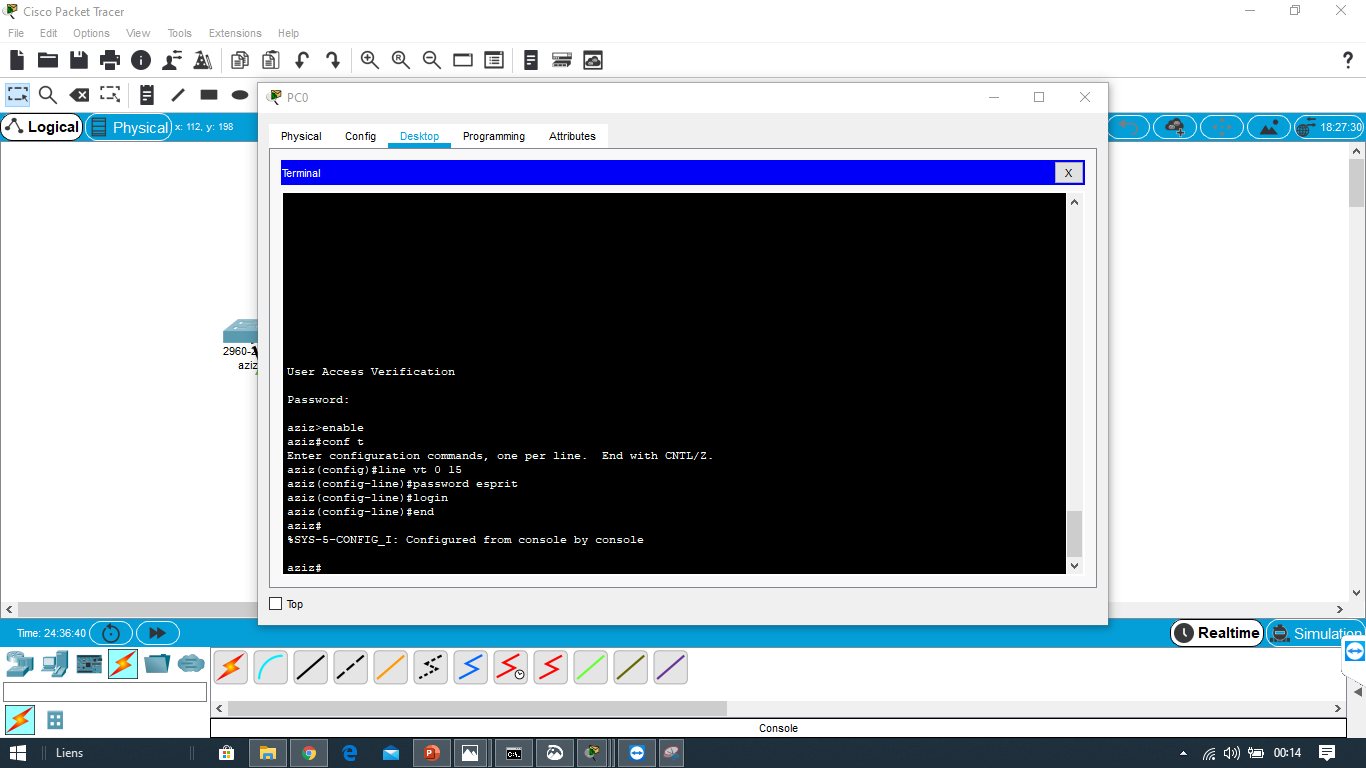 Cisco Packet Tracer
File Edit Options View Tools Extensions Help
?
PC0
Logical
Physical
x: 112, y: 198
18:27:30
Physical Config Desktop Programming Attributes
Terminal
X
2960-2
aziz
User Access Verification
Password:
aziz>enable
aziz#conf t
Enter configuration commands, one per line.  End with CNTL/Z.
aziz(config)#line vt 0 15
aziz(config-line)#password esprit
aziz(config-line)#login
aziz(config-line)#end
aziz#
%SYS-5-CONFIG_I: Configured from console by console
aziz#
Top
Time: 24:36:40
Realtime
Simulation
Console
Liens
00:14